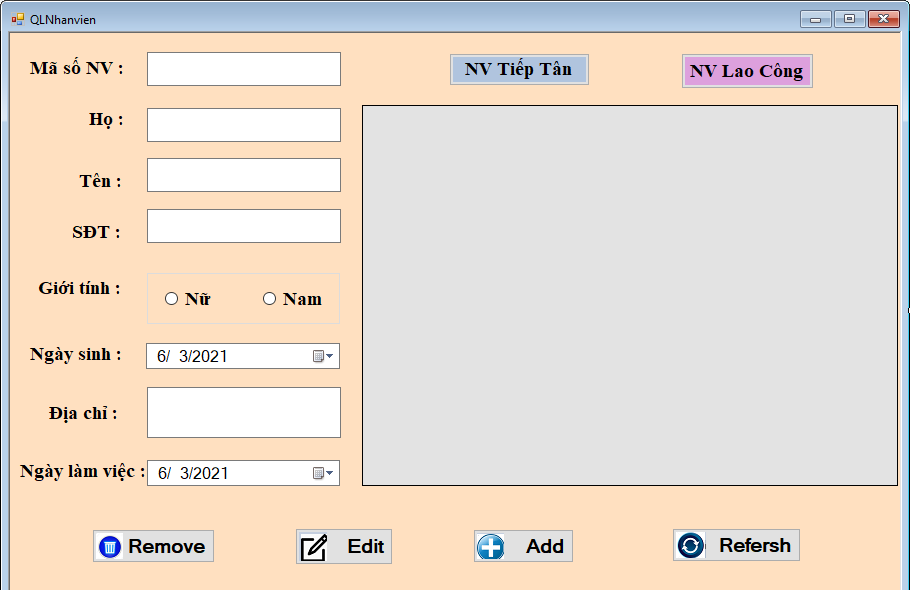 QLNhanvien
Mã số NV :
NV Tiếp Tân
NV Lao Công
Họ :
Tên :
SĐT :
Giới tính :
Nữ
Nam
Ngày sinh :
6/ 3/2021
Địa chỉ :
Ngày làm việc :
6/ 3/2021
Remove
Edit
Add
Refersh